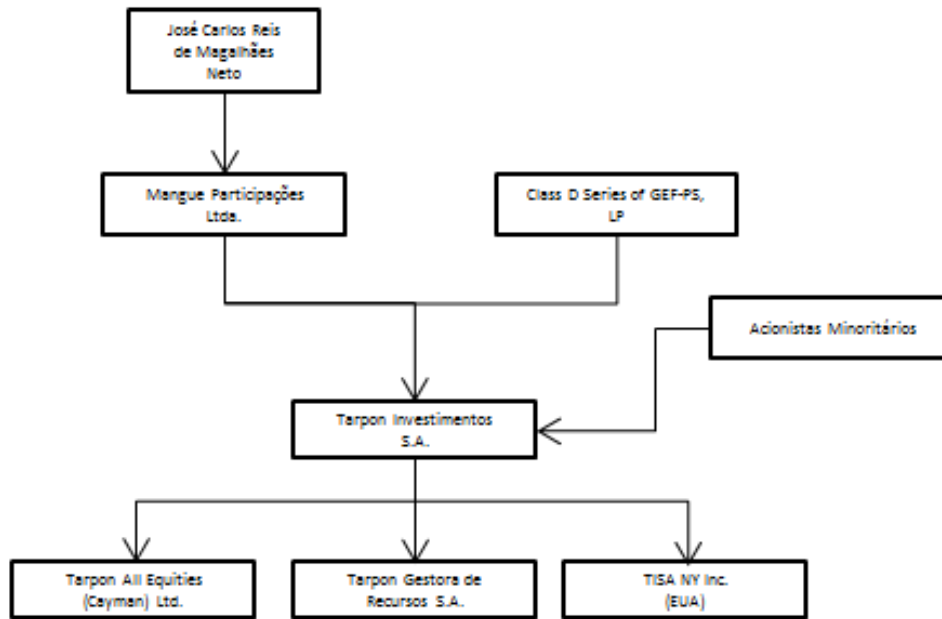 José Carlos Reis
de Magalhães
Neto
Mangue Participações
Ltda.
Class D Series of GEF-PS,
LP
Acionistas Minoritários
Tarpon Investimentos
S.A.
Tarpon All Equities
(Cayman) Ltd.
Tarpon Gestora de
Recursos S.A.
TISA NY Inc.
(EUA)